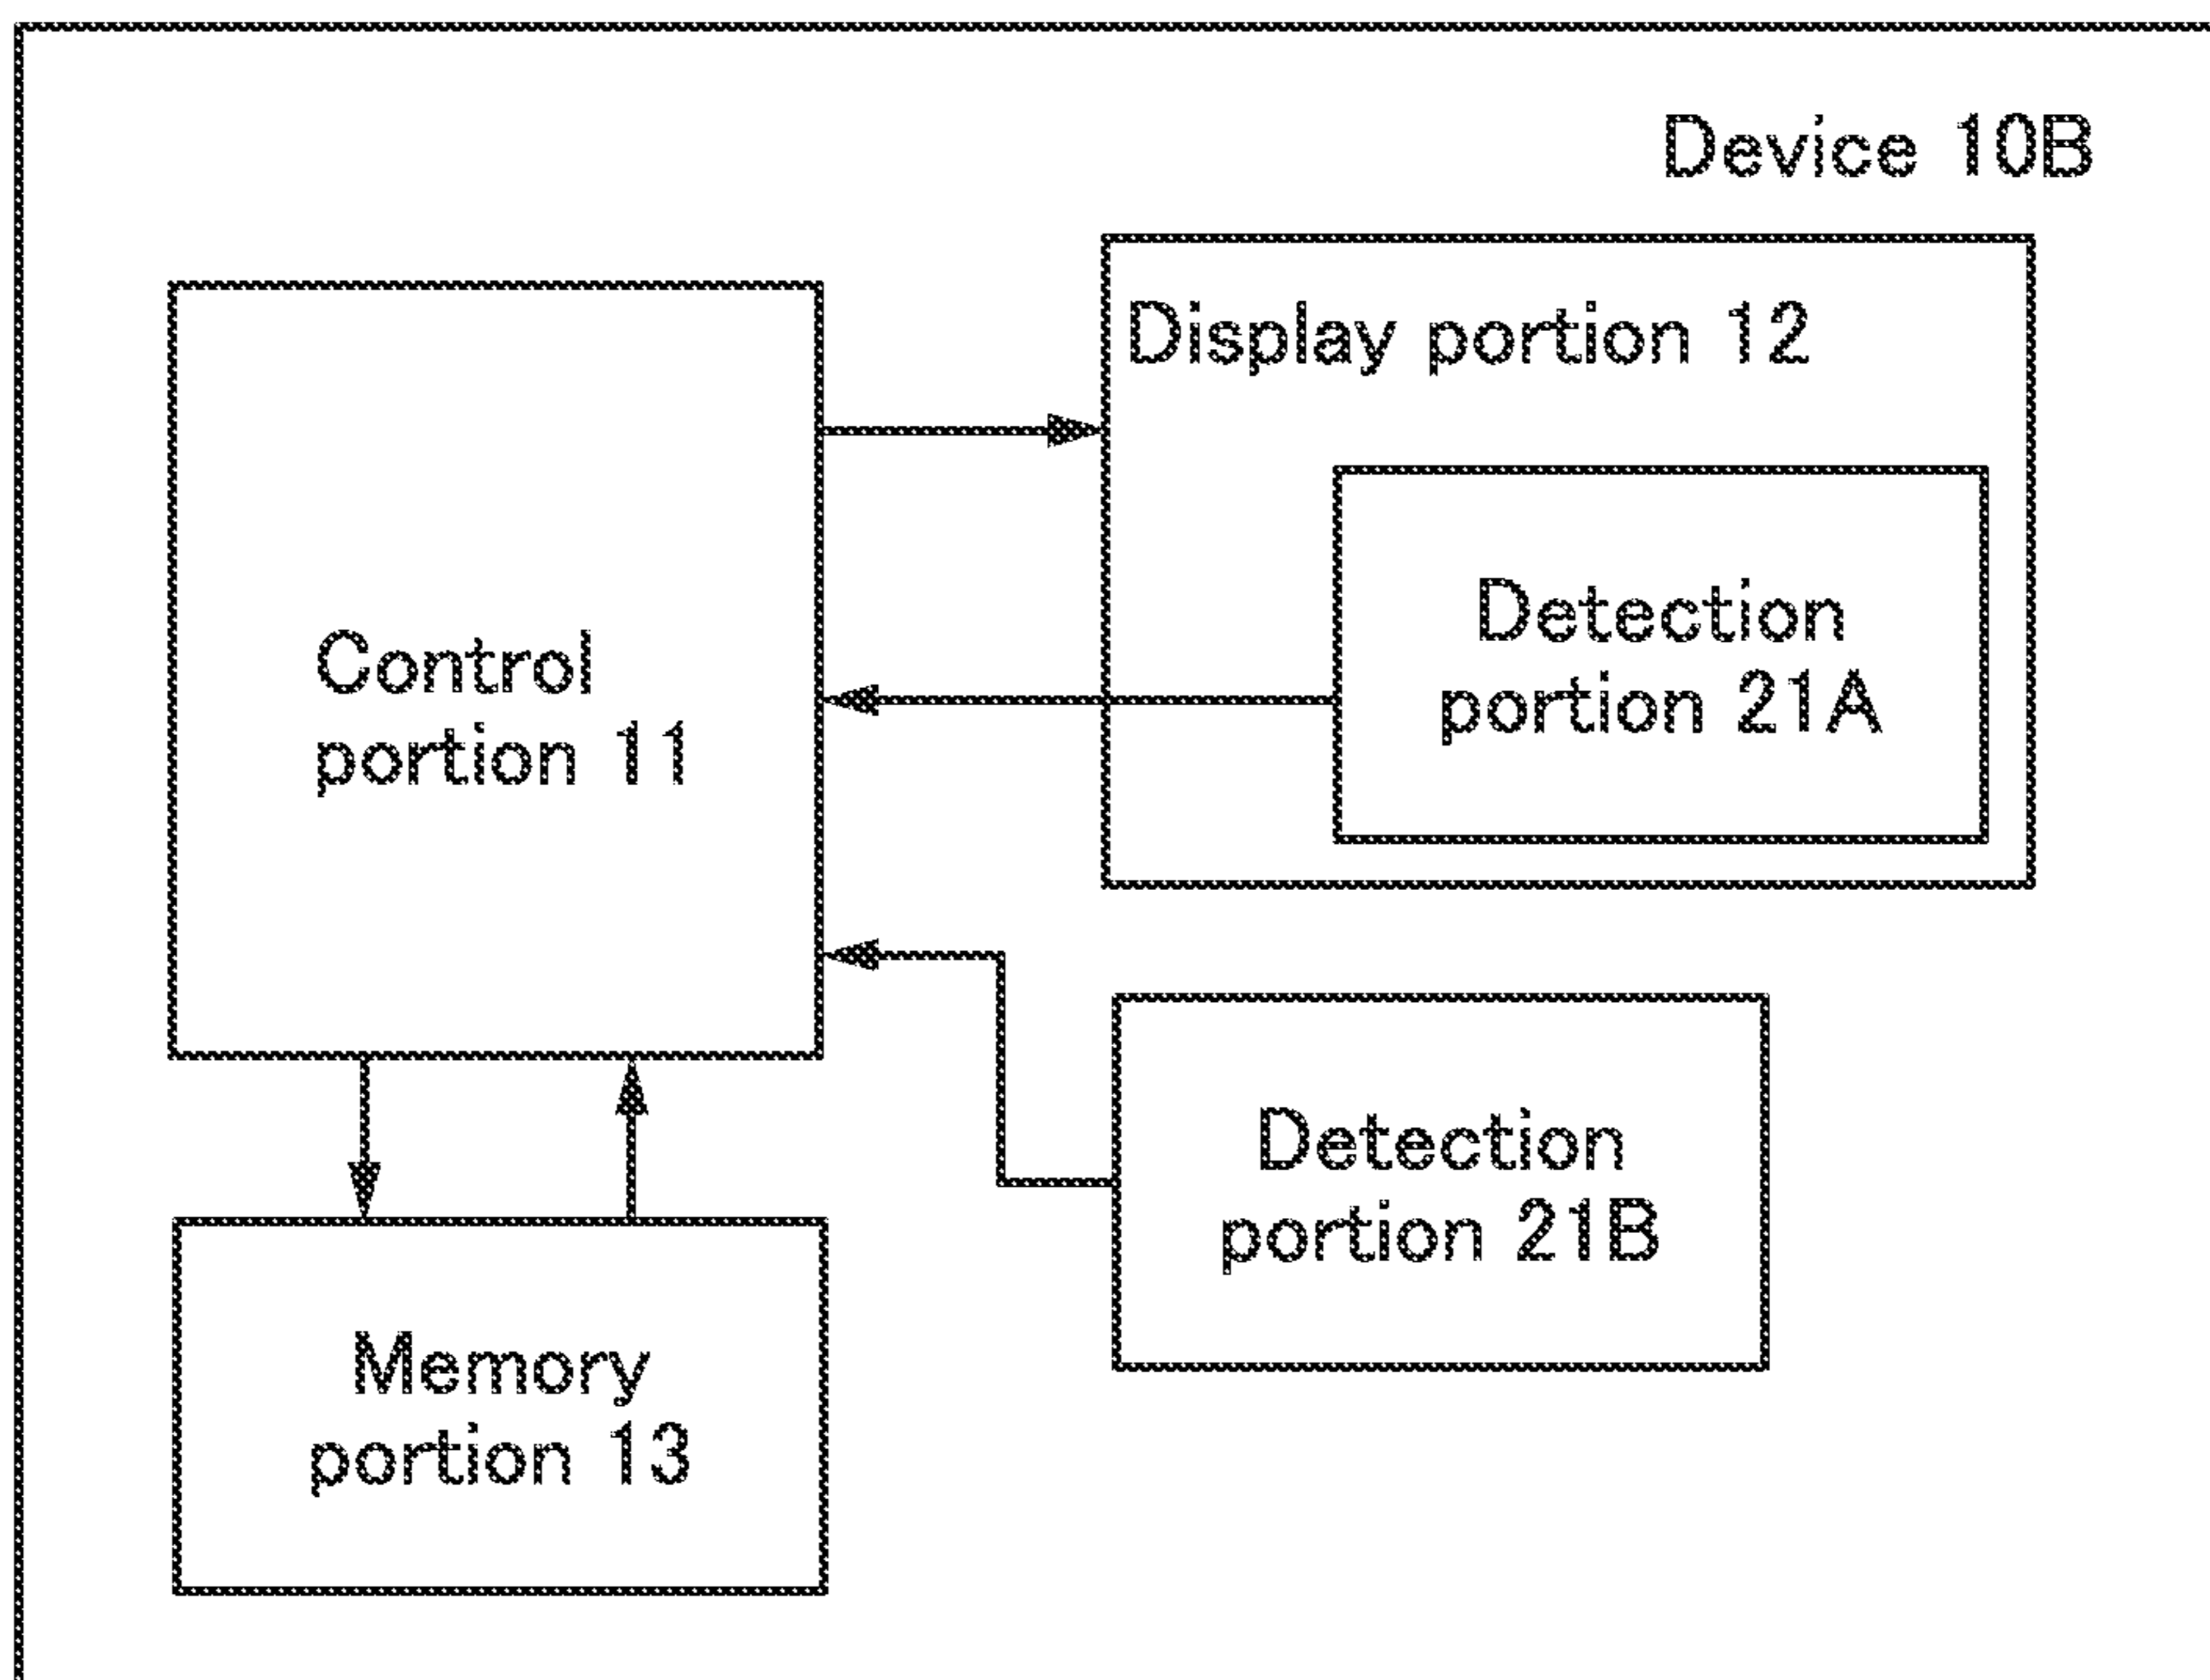 Device 10B
Display portion 12
Control
portion 11
Detection
portion 21A
Detection
portion 21B
Memory
portion 13